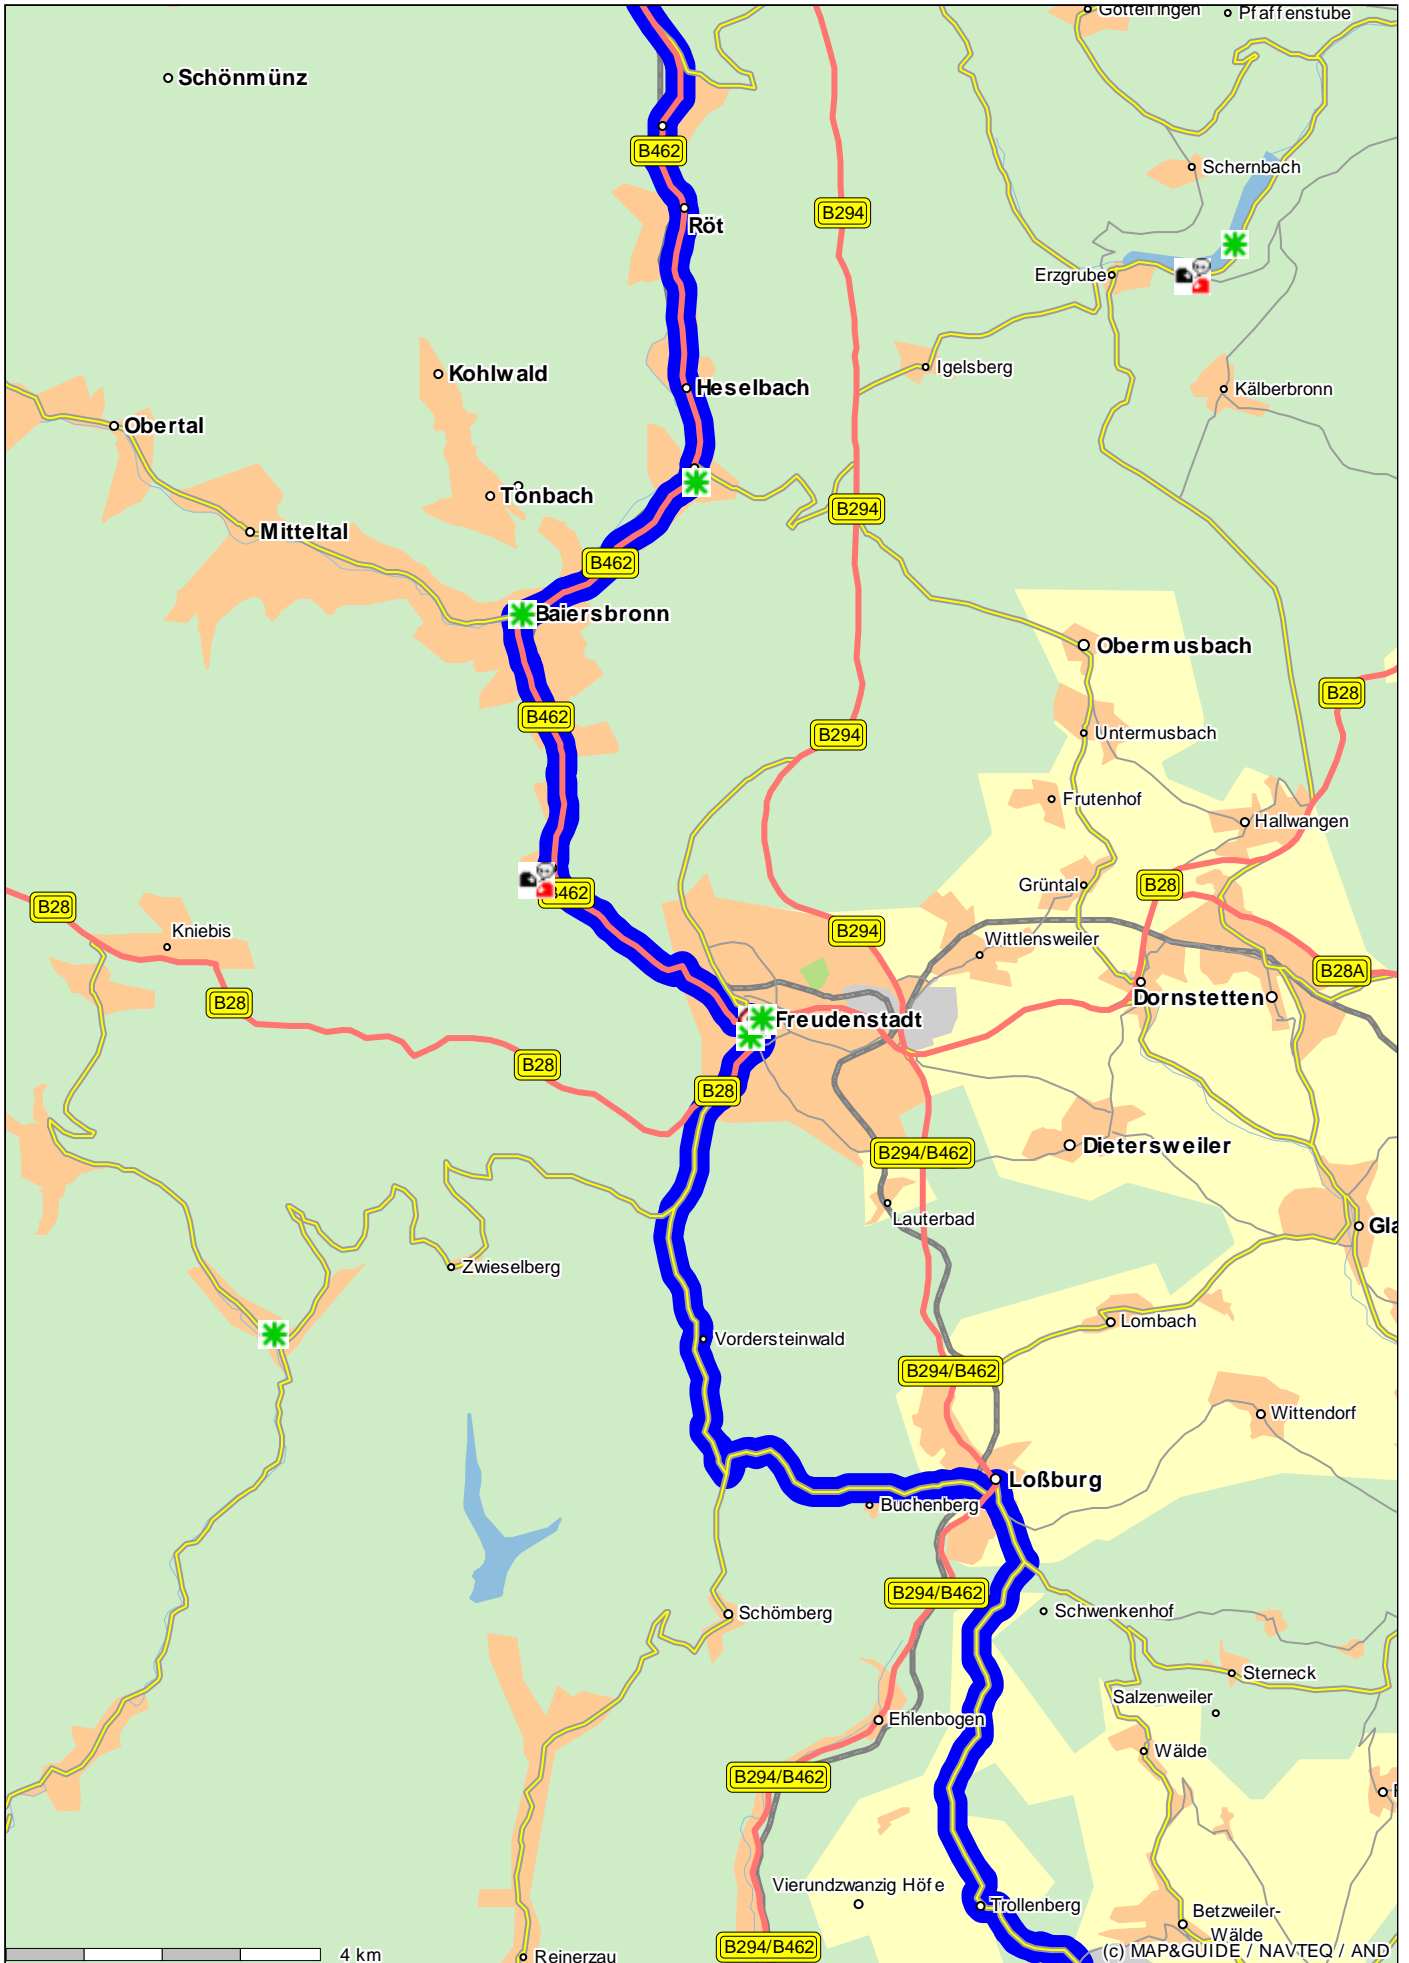 Göttelfingen
Pfaffenstube
Schönmünz
B462
Schernbach
B294
Röt
Erzgrube
Igelsberg
Kohlwald
Heselbach
Kälberbronn
Obertal
Tonbach
B294
Mitteltal
B462
Baiersbronn
Obermusbach
B28
B462
B294
Untermusbach
Frutenhof
Hallwangen
B28
Grüntal
B28
B462
Kniebis
B294
Wittlensweiler
B28A
B28
Dornstetten
Freudenstadt
B28
B28
Dietersweiler
B294/B462
Lauterbad
Gla
Zwieselberg
Lombach
Vordersteinwald
B294/B462
Wittendorf
Loßburg
Buchenberg
B294/B462
Schömberg
Schwenkenhof
Sterneck
Salzenweiler
Ehlenbogen
Wälde
B294/B462
Vierundzwanzig Höfe
Trollenberg
Betzweiler-
Wälde
B294/B462
4 km
Reinerzau
(c) MAP&GUIDE / NAVTEQ / AND